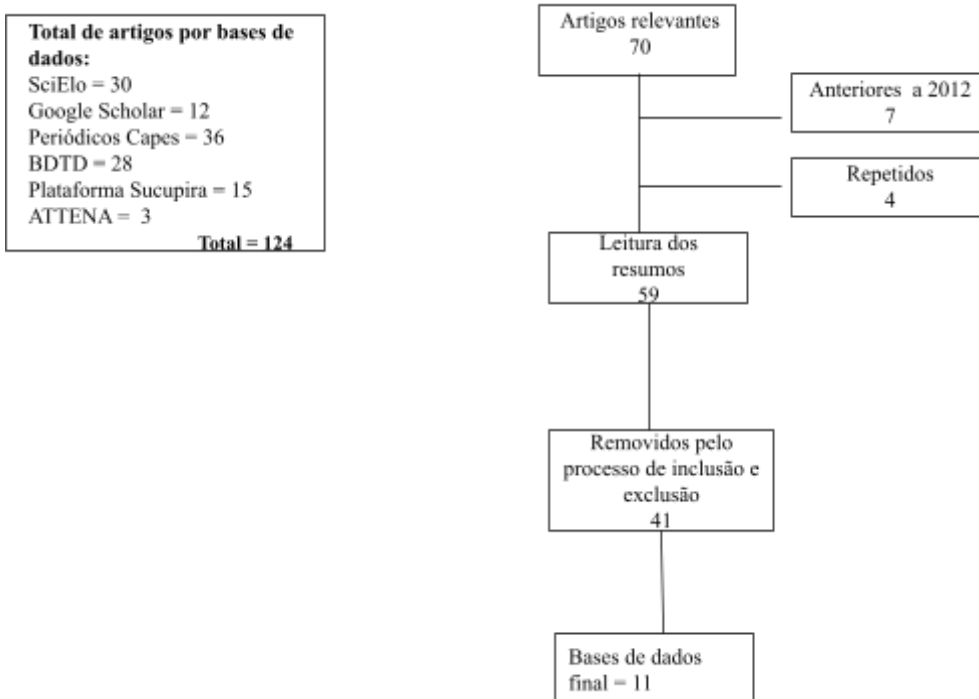 Total de artigos por bases de
dados:
SciElo = 30
Google Scholar = 12
Periódicos Capes = 36
BDTD = 28
Plataforma Sucupira = 15
ATTENA = 3
Total = 124
Artigos relevantes
70
Anteriores a 2012
7
Repetidos
4
Leitura dos
resumos
59
Removidos pelo
processo de inclusão e
exclusão
41
Bases de dados
final = 11